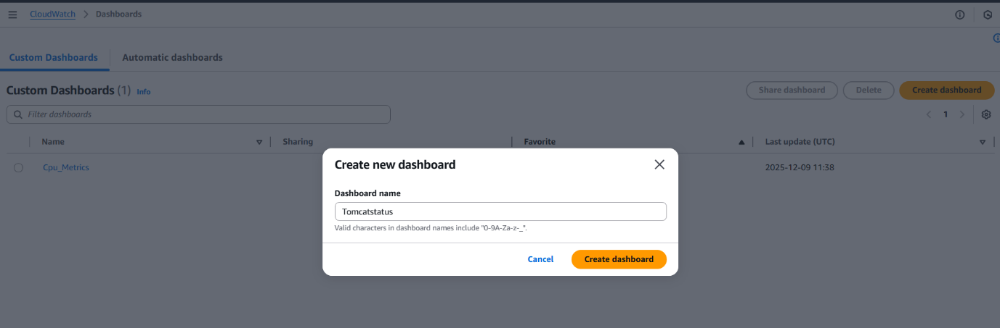 CloudWatch > Dashboards
Custom Dashboards Automatic dashboards
Custom Dashboards (1) Info Share dashboard Delete Create dashboard
Filter dashboards 1
Name Sharing Favorite Last update (UTC)
Cpu_Metrics 2025-12-09 11:38
Create new dashboard
Dashboard name
Tomcatstatus
Valid characters in dashboard names include "0-9A-Za-z-_".
Cancel Create dashboard